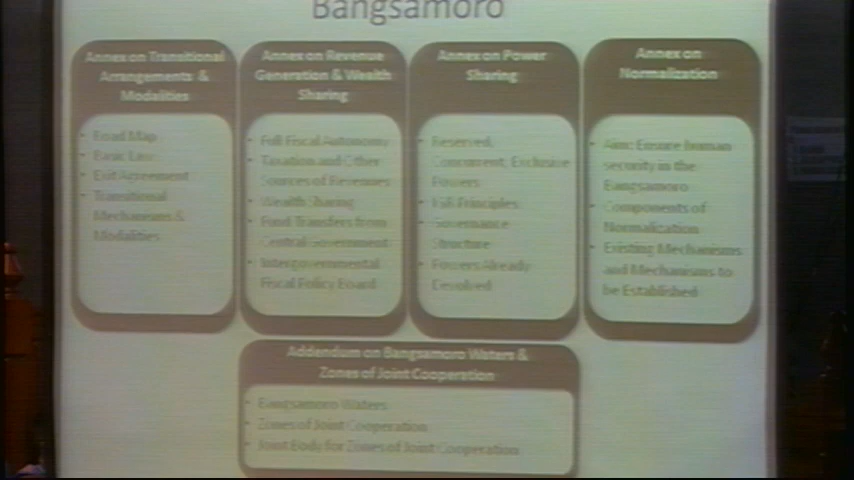 Bangsamoro
Annex on Transitional
Arrangements &
Modalities
• Road Map
• Basic Law
• Exit Agreement
• Transitional
Mechanisms &
Modalities
Annex on Revenue
Generation & Wealth
Sharing
• Full Fiscal Autonomy
• Taxation and Other
Sources of Revenues
• Wealth Sharing
• Fund Transfers from
Central Government
• Intergovernmental
Fiscal Policy Board
Annex on Power
Sharing
• Reserved,
Concurrent, Exclusive
Powers
• IGR Principles
• Governance
Structure
• Powers Already
Devolved
Annex on
Normalization
• Aim: Ensure human
security in the
Bangsamoro
• Components of
Normalization
• Existing Mechanisms
and Mechanisms to
be Established
Addendum on Bangsamoro Waters &
Zones of Joint Cooperation
• Bangsamoro Waters
• Zones of Joint Cooperation
• Joint Body for Zones of Joint Cooperation